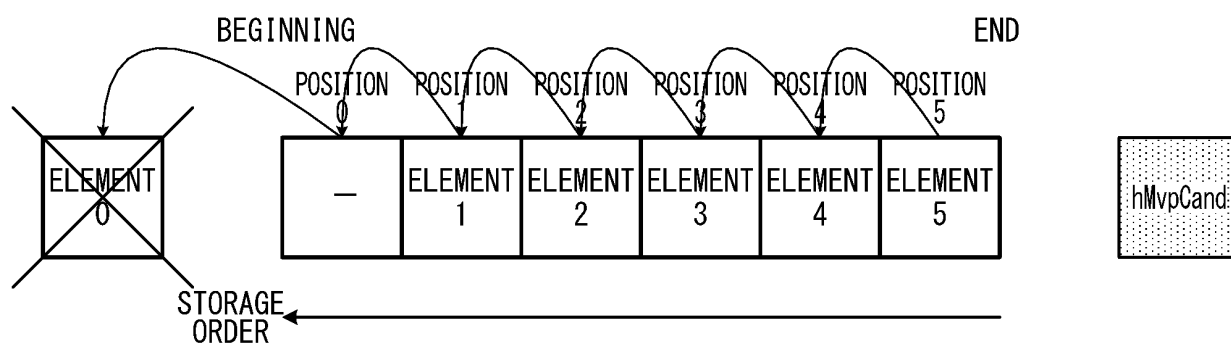 BEGINNING
END
POSITION POSITION POSITION POSITION POSITION POSITION
0 1 2 3 4 5
ELEMENT – ELEMENT ELEMENT ELEMENT ELEMENT ELEMENT hMvpCand
0 1 2 3 4 5
STORAGE
ORDER